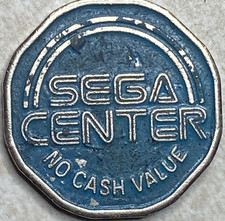 SEGA
CENTER
NO CASH VALUE